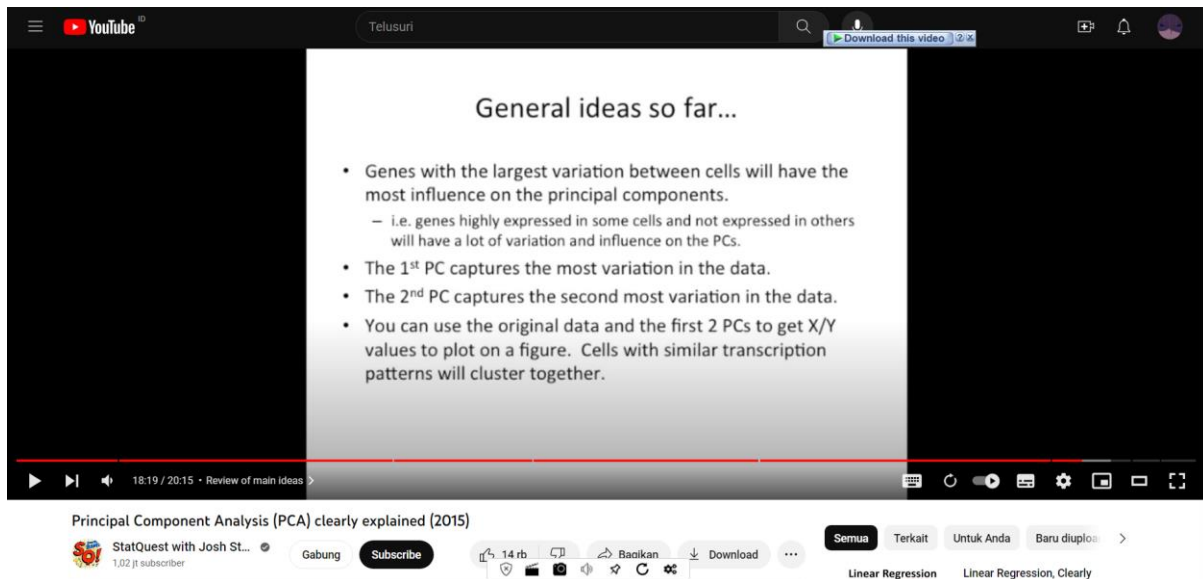 YouTube ID
Telusuri
Download this video
General ideas so far...
• Genes with the largest variation between cells will have the
most influence on the principal components.
– i.e. genes highly expressed in some cells and not expressed in others
will have a lot of variation and influence on the PCs.
• The 1st PC captures the most variation in the data.
• The 2nd PC captures the second most variation in the data.
• You can use the original data and the first 2 PCs to get X/Y
values to plot on a figure. Cells with similar transcription
patterns will cluster together.
18:19 / 20:15 • Review of main ideas
Principal Component Analysis (PCA) clearly explained (2015)
StatQuest with Josh St...
1,02 jt subscriber
Gabung
Subscribe
14 rb
Bagikan
Download
Semua
Terkait
Untuk Anda
Baru diuploa
Linear Regression
Linear Regression, Clearly